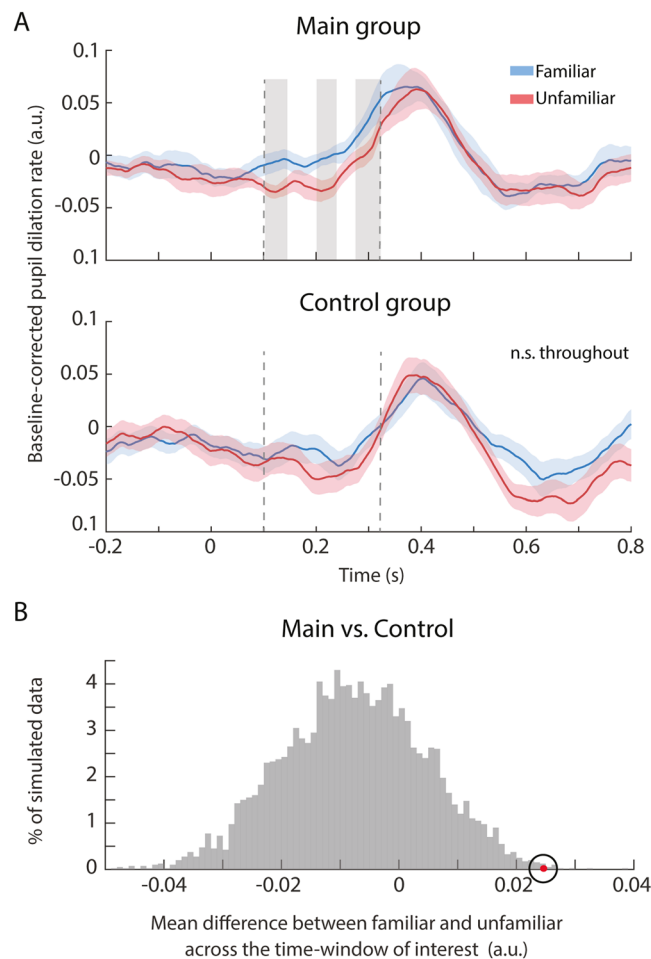 A
Main group
Baseline-corrected pupil dilation rate (a.u.)
0.1
0.05
0
-0.05
0.1
Familiar
Unfamiliar
Control group
0.1
0.05
0
-0.05
0.1
n.s. throughout
-0.2
0
0.2
0.4
0.6
0.8
Time (s)
B
Main vs. Control
% of simulated data
4
3
2
1
0
-0.04
-0.02
0
0.02
0.04
Mean difference between familiar and unfamiliar
across the time-window of interest (a.u.)